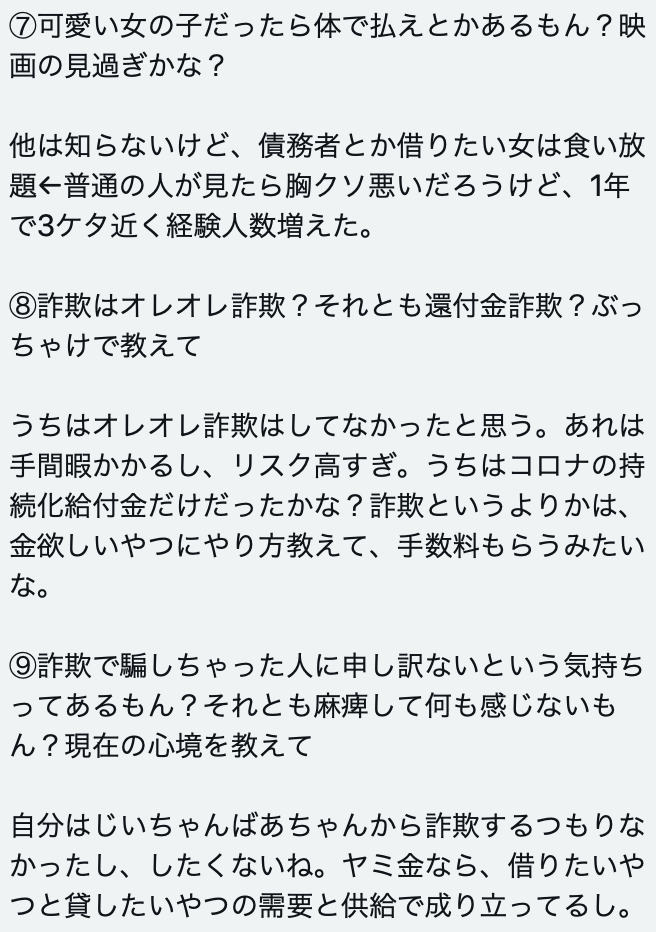 ⑦可愛い女の子だったら体で払えとかあるもん？映
画の見過ぎかな？
他は知らないけど、債務者とか借りたい女は食い放
題←普通の人が見たら胸クソ悪いだろうけど、1年
で3ケタ近く経験人数増えた。
⑧詐欺はオレオレ詐欺？それとも還付金詐欺？ぶっ
ちゃけで教えて
うちはオレオレ詐欺はしてなかったと思う。あれは
手間暇かかるし、リスク高すぎ。うちはコロナの持
続化給付金だけだったかな？詐欺というよりかは、
金欲しいやつにやり方教えて、手数料もらうみたい
な。
⑨詐欺で騙しちゃった人に申し訳ないという気持ち
ってあるもん？それとも麻痺して何も感じないも
ん？現在の心境を教えて
自分はじいちゃんばあちゃんから詐欺するつもりな
かったし、したくないね。ヤミ金なら、借りたいや
つと貸したいやつの需要と供給で成り立ってるし。